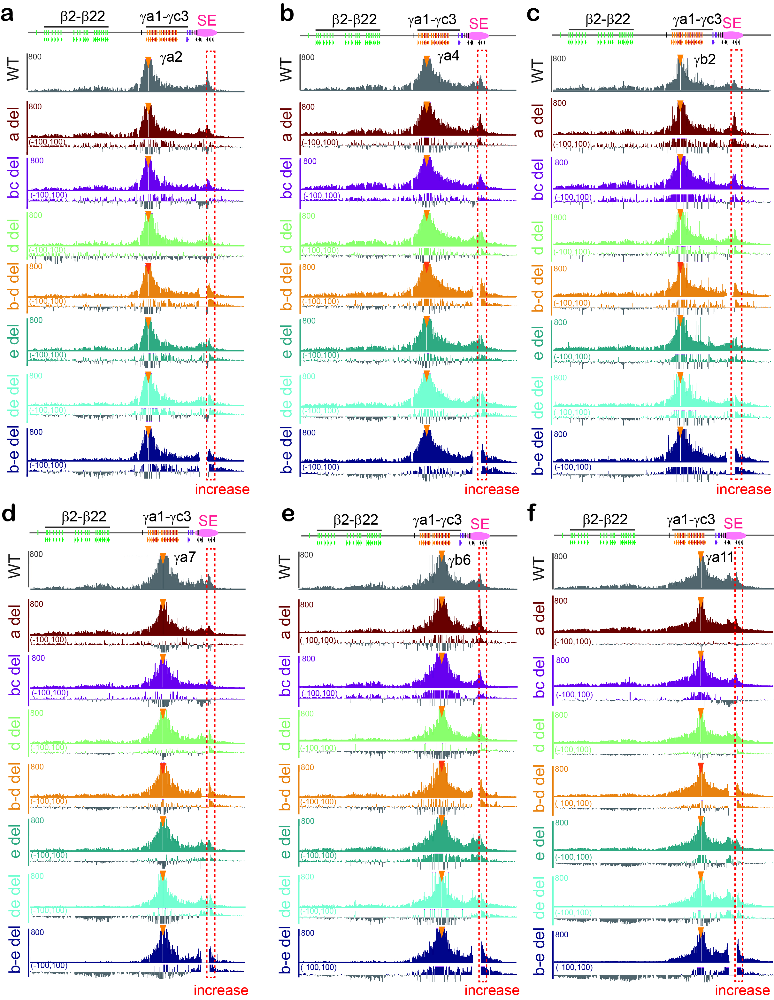 a
β2-β22 γa1-γc3 SE
WT 800 γa2
a del 800
(-100,100)
bc del 800
(-100,100)
d del 800
(-100,100)
b-d del 800
(-100,100)
e del 800
(-100,100)
de del 800
(-100,100)
b-e del 800
(-100,100)
increase
b
β2-β22 γa1-γc3 SE
WT 800 γa4
a del 800
(-100,100)
bc del 800
(-100,100)
d del 800
(-100,100)
b-d del 800
(-100,100)
e del 800
(-100,100)
de del 800
(-100,100)
b-e del 800
(-100,100)
increase
c
β2-β22 γa1-γc3 SE
WT 800 γb2
a del 800
(-100,100)
bc del 800
(-100,100)
d del 800
(-100,100)
b-d del 800
(-100,100)
e del 800
(-100,100)
de del 800
(-100,100)
b-e del 800
(-100,100)
increase
d
β2-β22 γa1-γc3 SE
WT 800 γa7
a del 800
(-100,100)
bc del 800
(-100,100)
d del 800
(-100,100)
b-d del 800
(-100,100)
e del 800
(-100,100)
de del 800
(-100,100)
b-e del 800
(-100,100)
increase
e
β2-β22 γa1-γc3 SE
WT 800 γb6
a del 800
(-100,100)
bc del 800
(-100,100)
d del 800
(-100,100)
b-d del 800
(-100,100)
e del 800
(-100,100)
de del 800
(-100,100)
b-e del 800
(-100,100)
increase
f
β2-β22 γa1-γc3 SE
WT 800 γa11
a del 800
(-100,100)
bc del 800
(-100,100)
d del 800
(-100,100)
b-d del 800
(-100,100)
e del 800
(-100,100)
de del 800
(-100,100)
b-e del 800
(-100,100)
increase